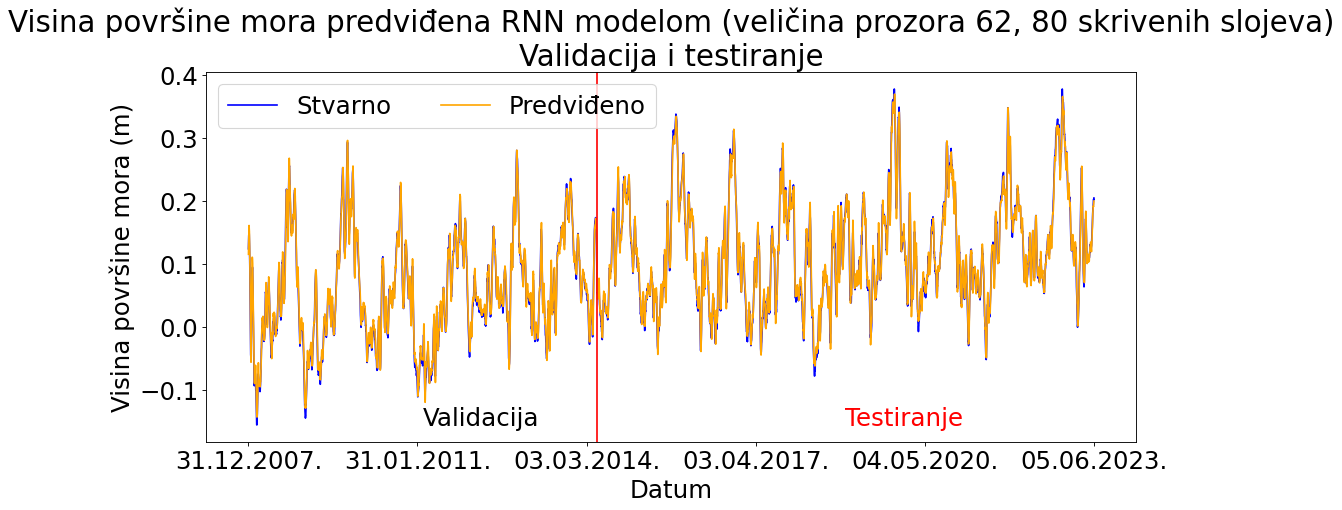 Visina površine mora predviđena RNN modelom (veličina prozora 62, 80 skrivenih slojeva)
Validacija i testiranje
Stvarno
Predviđeno
Visina površine mora (m)
0.4
0.3
0.2
0.1
0.0
−0.1
Validacija
Testiranje
31.12.2007.
31.01.2011.
03.03.2014.
03.04.2017.
04.05.2020.
05.06.2023.
Datum